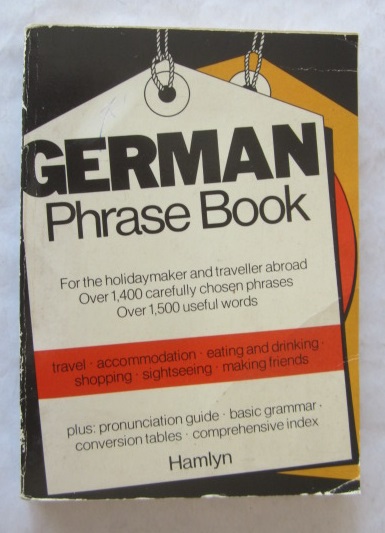 GERMAN
Phrase Book
For the holidaymaker and traveller abroad
Over 1,400 carefully chosen phrases
Over 1,500 useful words
travel · accommodation · eating and drinking ·
shopping · sightseeing · making friends
plus: pronunciation guide · basic grammar ·
conversion tables · comprehensive index
Hamlyn